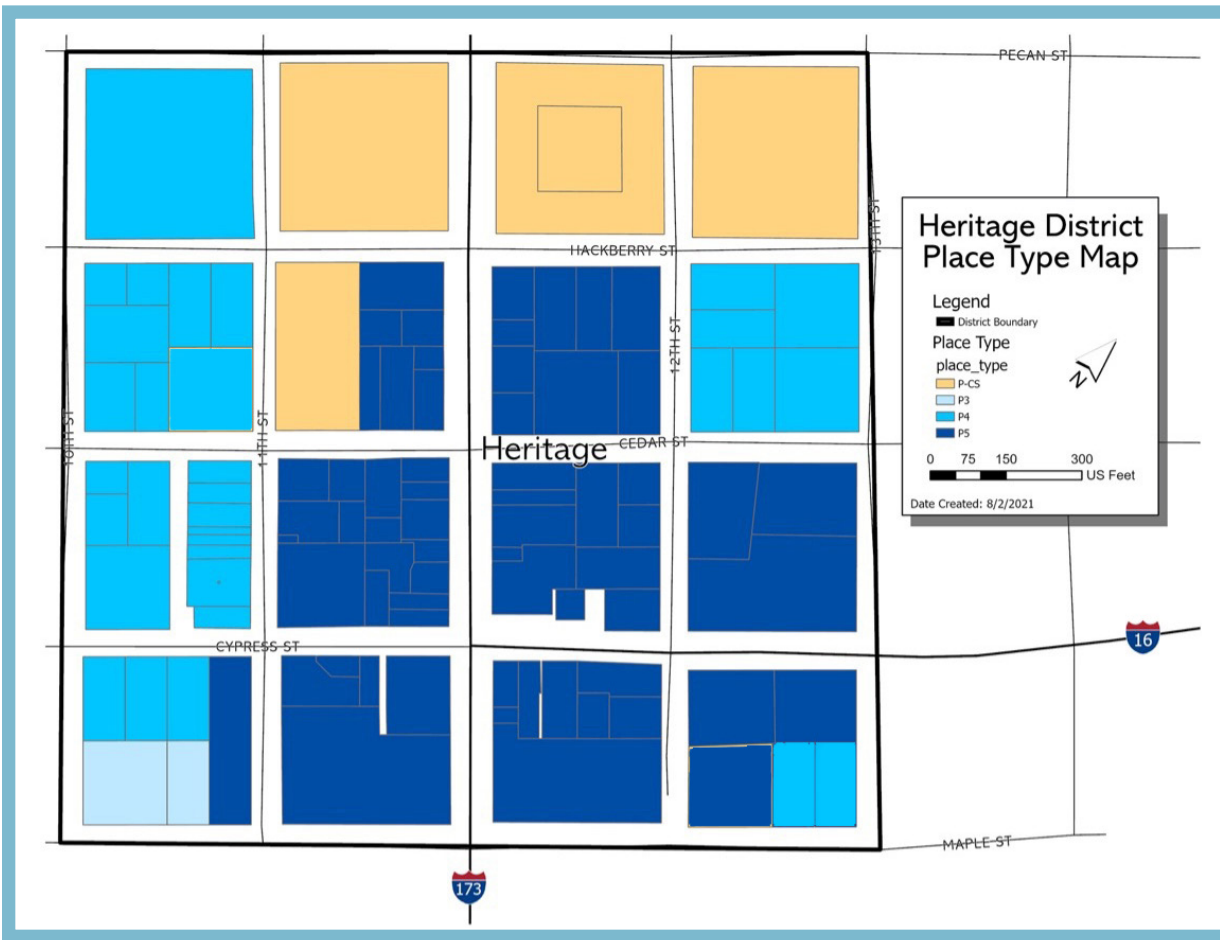 PECAN ST
HACKBERRY ST
13TH ST
12TH ST
10TH ST
11TH ST
Heritage
CEDAR ST
CYPRESS ST
MAPLE ST
16
173
Heritage District
Place Type Map
Legend
District Boundary
Place Type
place_type
P-CS
P3
P4
P5
N
0 75 150 300
US Feet
Date Created: 8/2/2021